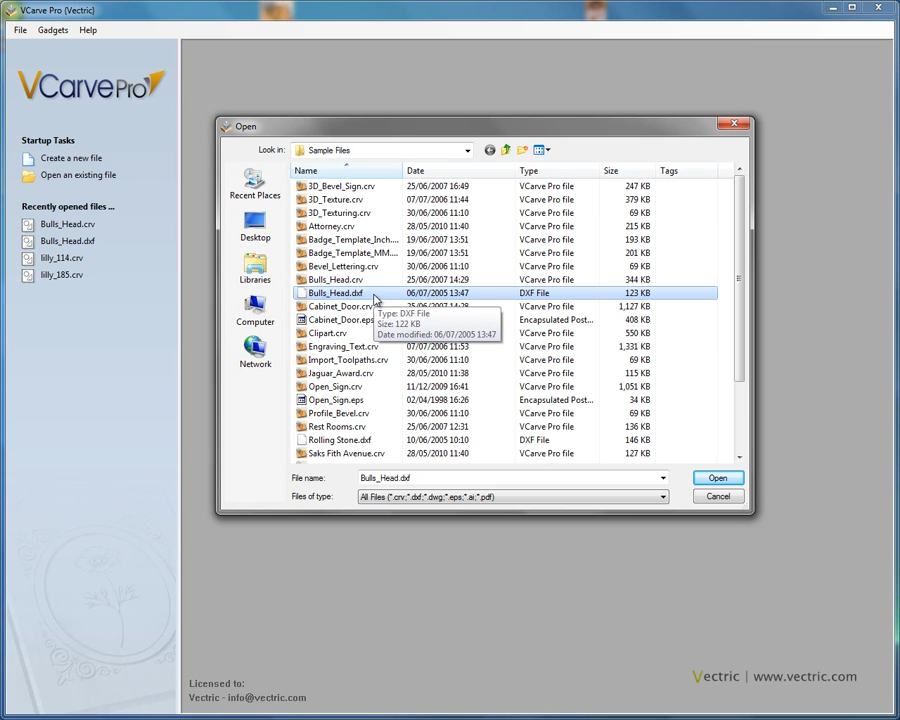 VCarve Pro (Vectric)
File Gadgets Help
VCarve Pro
Startup Tasks
Create a new file
Open an existing file
Recently opened files ...
Bulls_Head.crv
Bulls_Head.dxf
lilly_114.crv
lilly_185.crv
Open
Look in: Sample Files
Recent Places
Desktop
Libraries
Computer
Network
Name Date Type Size Tags
3D_Bevel_Sign.crv 25/06/2007 16:49 VCarve Pro file 247 KB
3D_Texture.crv 07/07/2006 11:44 VCarve Pro file 379 KB
3D_Texturing.crv 30/06/2006 11:10 VCarve Pro file 69 KB
Attorney.crv 28/05/2010 11:40 VCarve Pro file 215 KB
Badge_Template_Inch.... 19/06/2007 13:51 VCarve Pro file 193 KB
Badge_Template_MM.... 19/06/2007 13:51 VCarve Pro file 201 KB
Bevel_Lettering.crv 30/06/2006 11:10 VCarve Pro file 69 KB
Bulls_Head.crv 25/07/2007 14:29 VCarve Pro file 344 KB
Bulls_Head.dxf 06/07/2005 13:47 DXF File 123 KB
Cabinet_Door.crv VCarve Pro file 1,127 KB
Cabinet_Door.eps Encapsulated Post... 408 KB
Clipart.crv VCarve Pro file 550 KB
Engraving_Text.crv 07/07/2006 11:53 VCarve Pro file 1,331 KB
Import_Toolpaths.crv 30/06/2006 11:10 VCarve Pro file 69 KB
Jaguar_Award.crv 28/05/2010 11:38 VCarve Pro file 115 KB
Open_Sign.crv 11/12/2009 16:41 VCarve Pro file 1,051 KB
Open_Sign.eps 02/04/1998 16:26 Encapsulated Post... 34 KB
Profile_Bevel.crv 30/06/2006 11:10 VCarve Pro file 69 KB
Rest Rooms.crv 25/06/2007 12:31 VCarve Pro file 136 KB
Rolling Stone.dxf 10/06/2005 10:10 DXF File 146 KB
Saks Fifth Avenue.crv 28/05/2010 11:40 VCarve Pro file 127 KB
Type: DXF File
Size: 122 KB
Date modified: 06/07/2005 13:47
File name: Bulls_Head.dxf Open
Files of type: All Files (*.crv;*.dxf;*.dwg;*.eps;*.ai;*.pdf) Cancel
Licensed to:
Vectric - info@vectric.com
Vectric | www.vectric.com